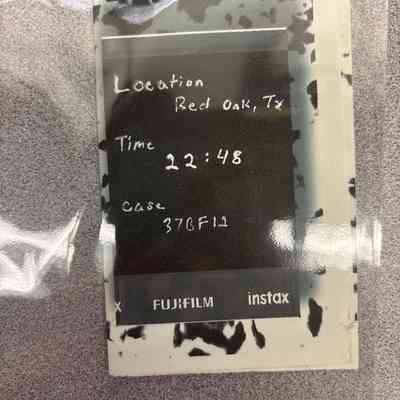 Location
Red Oak, Tx
Time
22:48
Case
37BF12
x FUJIFILM instax